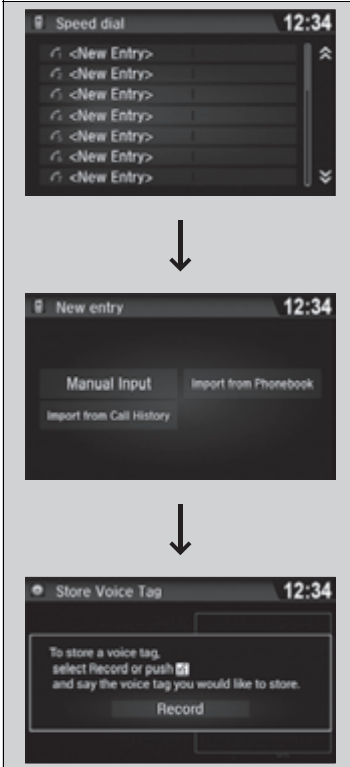 Speed dial 12:34
<New Entry>
<New Entry>
<New Entry>
<New Entry>
<New Entry>
<New Entry>
<New Entry>
New entry 12:34
Manual Input Import from Phonebook
Import from Call History
Store Voice Tag 12:34
To store a voice tag,
select Record or push
and say the voice tag you would like to store.
Record